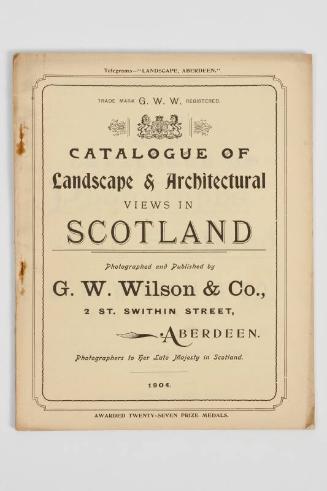 Telegrams—"LANDSCAPE, ABERDEEN."
TRADE MARK G. W. W. REGISTERED.
CATALOGUE OF
Landscape & Architectural
VIEWS IN
SCOTLAND
Photographed and Published by
G. W. Wilson & Co.,
2 ST. SWITHIN STREET,
ABERDEEN.
Photographers to Her Late Majesty in Scotland.
1904.
AWARDED TWENTY-SEVEN PRIZE MEDALS.